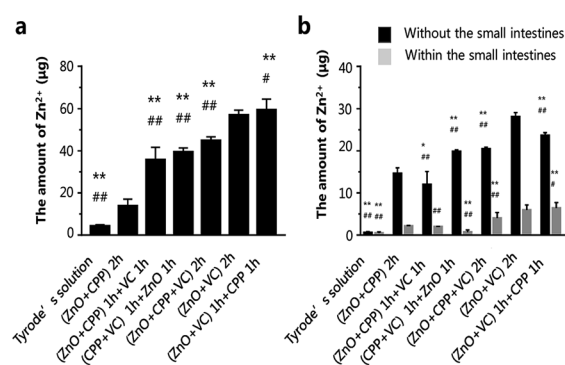 a
The amount of Zn²⁺ (μg)
80
60
40
20
0
**
##
**
##
**
##
**
##
**
#
Tyrode' s solution
(ZnO+CPP) 2h
(ZnO+CPP) 1h+VC 1h
(CPP+VC) 1h+ZnO 1h
(ZnO+CPP+VC) 2h
(ZnO+VC) 2h
(ZnO+VC) 1h+CPP 1h
b
Without the small intestines
Within the small intestines
The amount of Zn²⁺ (μg)
40
30
20
10
0
** **
## ##
*
##
##
**
##
**
##
**
##
**
##
**
##
**
#
Tyrode' s solution
(ZnO+CPP) 2h
(ZnO+CPP) 1h+VC 1h
(CPP+VC) 1h+ZnO 1h
(ZnO+CPP+VC) 2h
(ZnO+VC) 2h
(ZnO+VC) 1h+CPP 1h